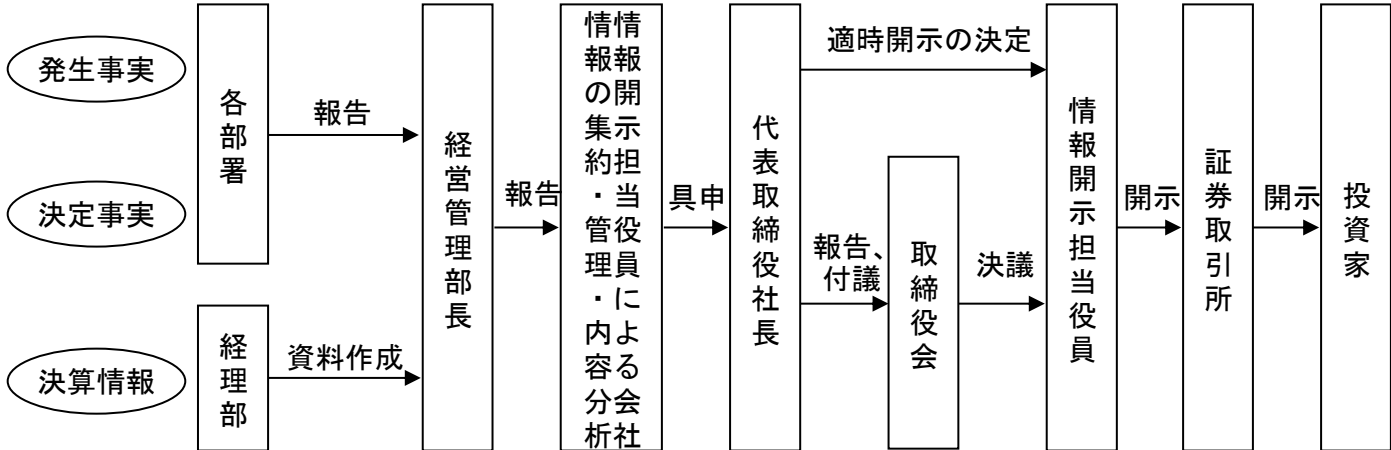 発生事実
決定事実
決算情報
各部署
経理部
報告
資料作成
経営管理部長
報告
情報開示担当役員による会社
情報の集約・管理・内容分析
具申
代表取締役社長
適時開示の決定
報告、
付議
取締役会
決議
情報開示担当役員
開示
証券取引所
開示
投資家